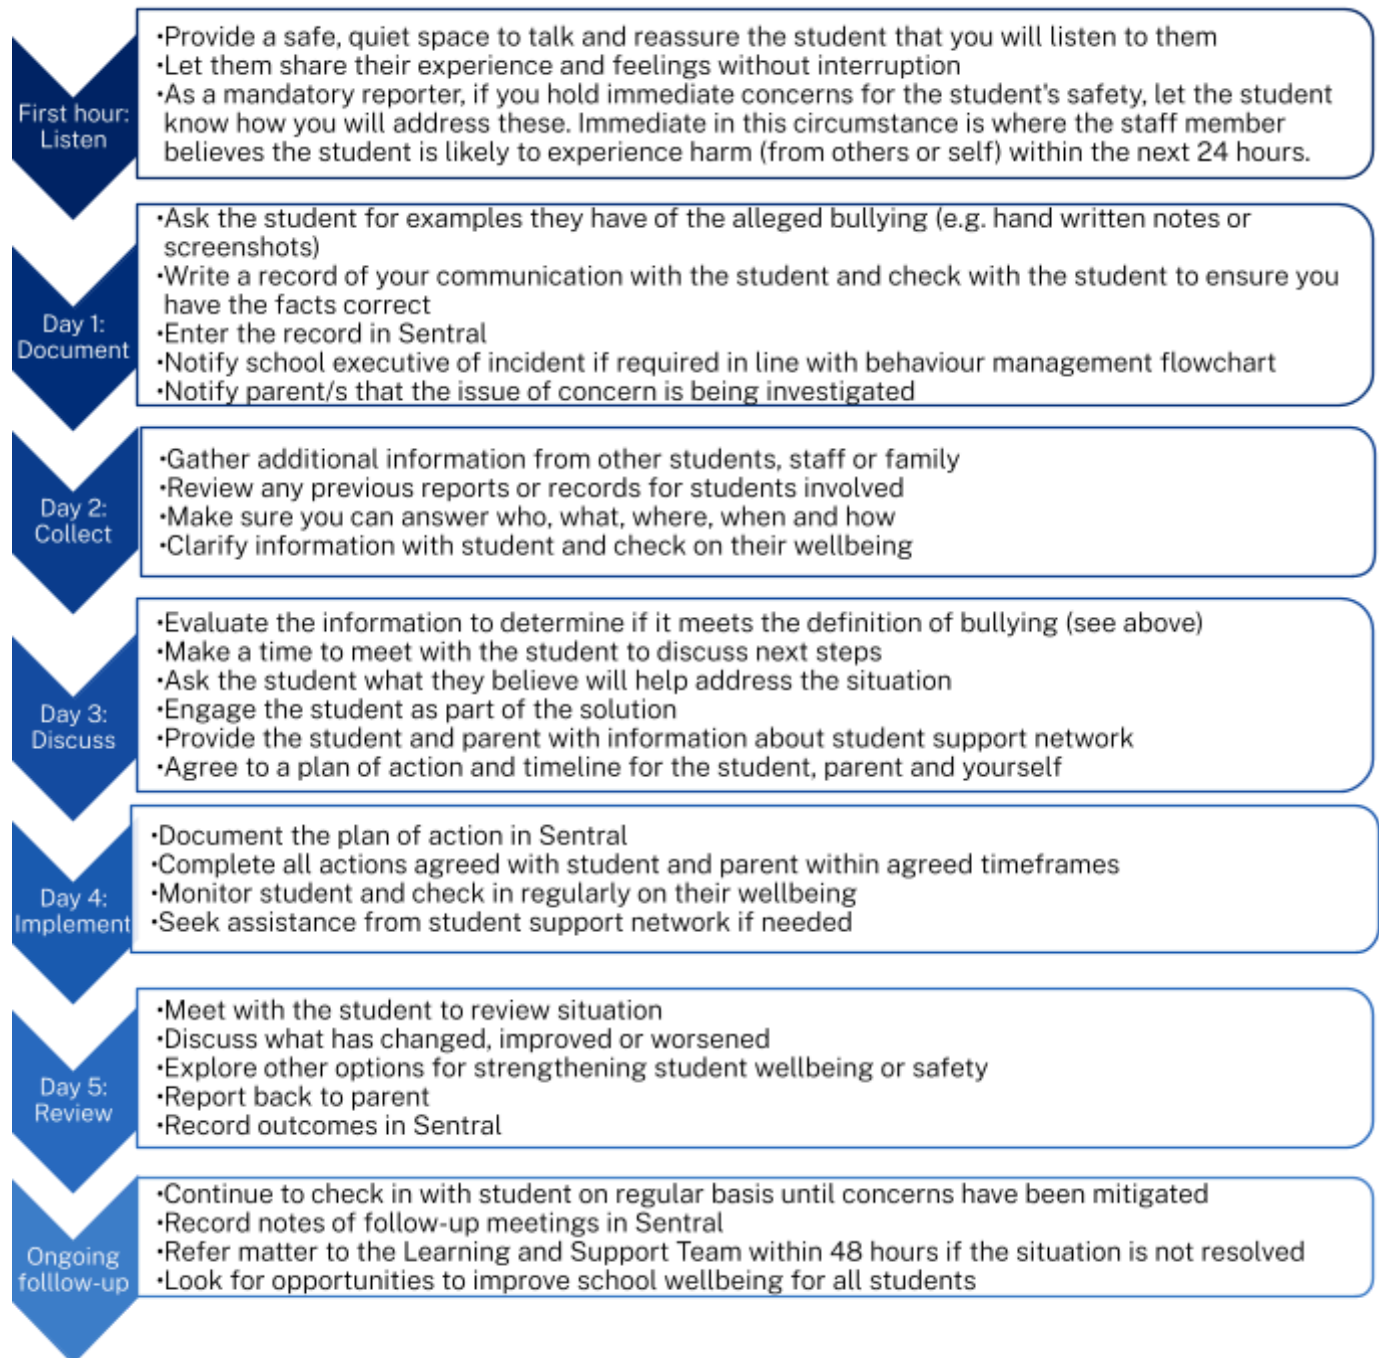 First hour:
Listen
•Provide a safe, quiet space to talk and reassure the student that you will listen to them
•Let them share their experience and feelings without interruption
•As a mandatory reporter, if you hold immediate concerns for the student's safety, let the student
know how you will address these. Immediate in this circumstance is where the staff member
believes the student is likely to experience harm (from others or self) within the next 24 hours.
Day 1:
Document
•Ask the student for examples they have of the alleged bullying (e.g. hand written notes or
screenshots)
•Write a record of your communication with the student and check with the student to ensure you
have the facts correct
•Enter the record in Sentral
•Notify school executive of incident if required in line with behaviour management flowchart
•Notify parent/s that the issue of concern is being investigated
Day 2:
Collect
•Gather additional information from other students, staff or family
•Review any previous reports or records for students involved
•Make sure you can answer who, what, where, when and how
•Clarify information with student and check on their wellbeing
Day 3:
Discuss
•Evaluate the information to determine if it meets the definition of bullying (see above)
•Make a time to meet with the student to discuss next steps
•Ask the student what they believe will help address the situation
•Engage the student as part of the solution
•Provide the student and parent with information about student support network
•Agree to a plan of action and timeline for the student, parent and yourself
Day 4:
Implement
•Document the plan of action in Sentral
•Complete all actions agreed with student and parent within agreed timeframes
•Monitor student and check in regularly on their wellbeing
•Seek assistance from student support network if needed
Day 5:
Review
•Meet with the student to review situation
•Discuss what has changed, improved or worsened
•Explore other options for strengthening student wellbeing or safety
•Report back to parent
•Record outcomes in Sentral
Ongoing
folllow-up
•Continue to check in with student on regular basis until concerns have been mitigated
•Record notes of follow-up meetings in Sentral
•Refer matter to the Learning and Support Team within 48 hours if the situation is not resolved
•Look for opportunities to improve school wellbeing for all students